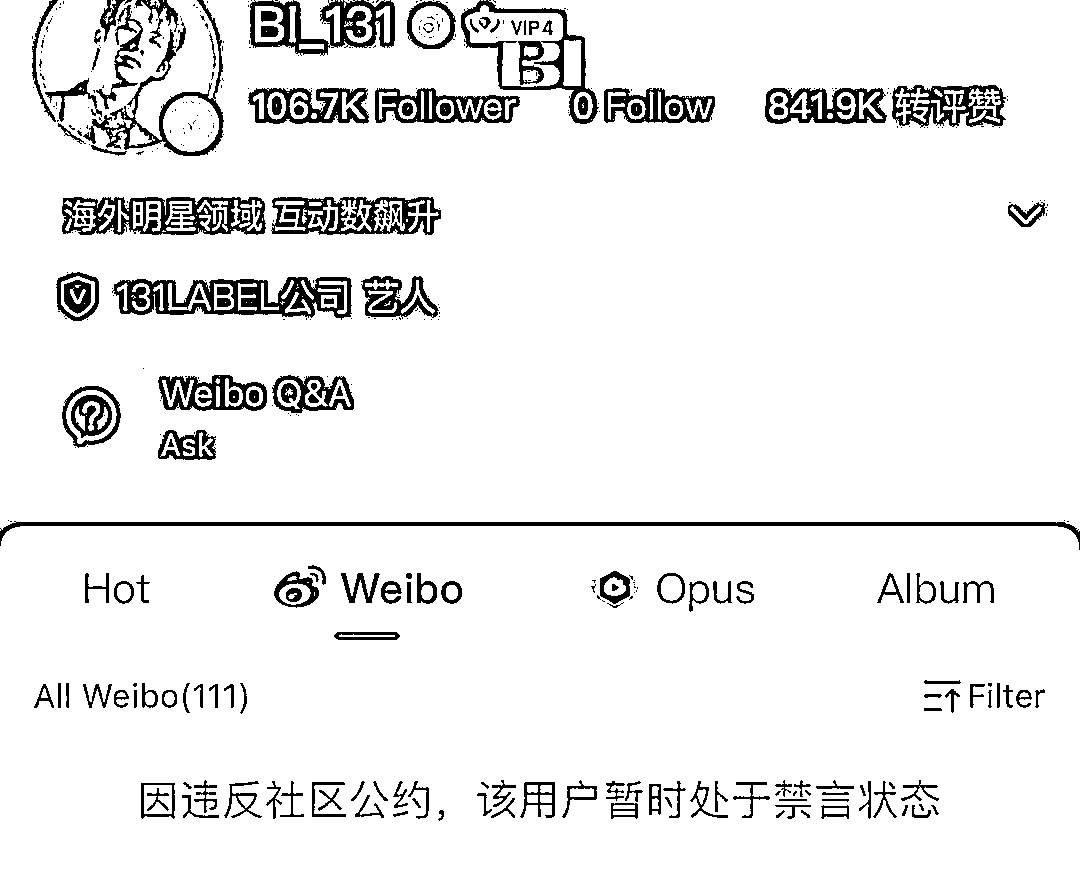 BI_131 VIP 4
BI
106.7K Follower 0 Follow 841.9K 转评赞
海外明星领域 互动数飙升
131LABEL公司 艺人
Weibo Q&A
Ask
Hot Weibo Opus Album
All Weibo(111) Filter
因违反社区公约，该用户暂时处于禁言状态